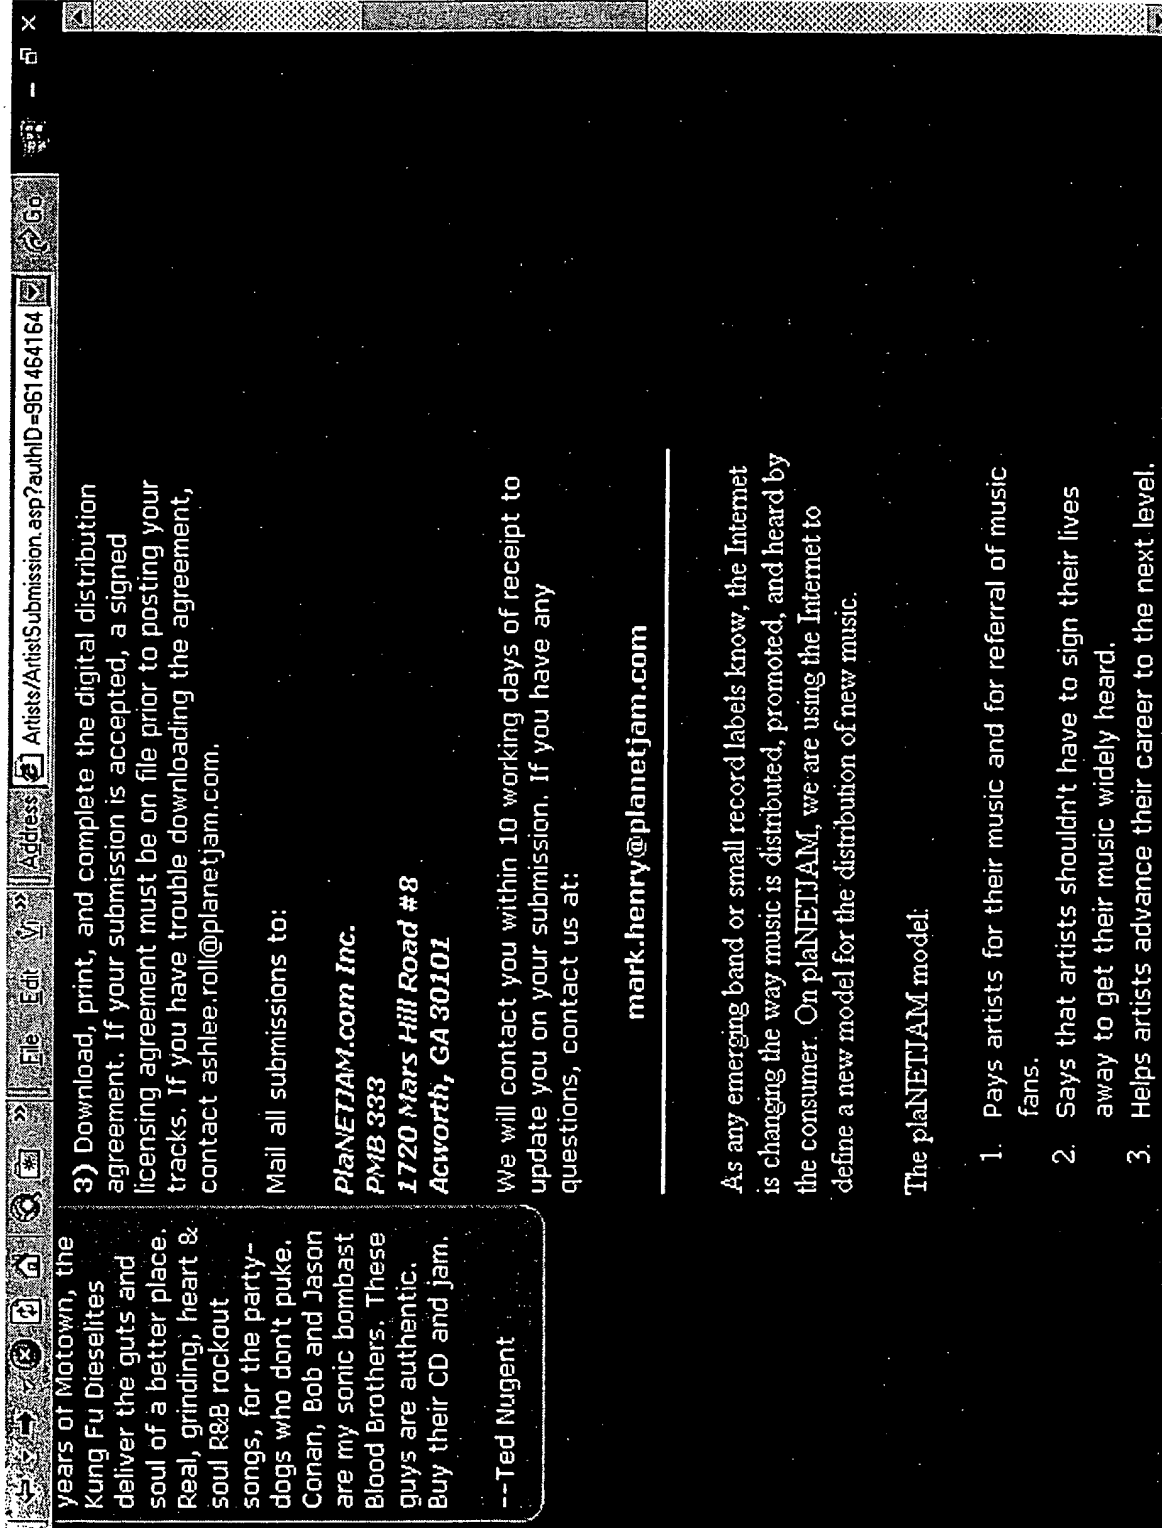 File Edit Vi » Address Artists/ArtistSubmission.asp?authID=961464164 Go
years of Motown, the
Kung Fu Dieselites
deliver the guts and
soul of a better place.
Real, grinding, heart &
soul R&B rockout
songs, for the party-
dogs who don't puke.
Conan, Bob and Jason
are my sonic bombast
Blood Brothers. These
guys are authentic.
Buy their CD and jam.
--Ted Nugent
3) Download, print, and complete the digital distribution
agreement. If your submission is accepted, a signed
licensing agreement must be on file prior to posting your
tracks. If you have trouble downloading the agreement,
contact ashlee.roll@planetjam.com.
Mail all submissions to:
PlaNETJAM.com Inc.
PMB 333
1720 Mars Hill Road #8
Acworth, GA 30101
We will contact you within 10 working days of receipt to
update you on your submission. If you have any
questions, contact us at:
mark.henry@planetjam.com
As any emerging band or small record labels know, the Internet
is changing the way music is distributed, promoted, and heard by
the consumer. On plaNETJAM, we are using the Internet to
define a new model for the distribution of new music.
The plaNETJAM model:
1. Pays artists for their music and for referral of music
fans.
2. Says that artists shouldn't have to sign their lives
away to get their music widely heard.
3. Helps artists advance their career to the next level.